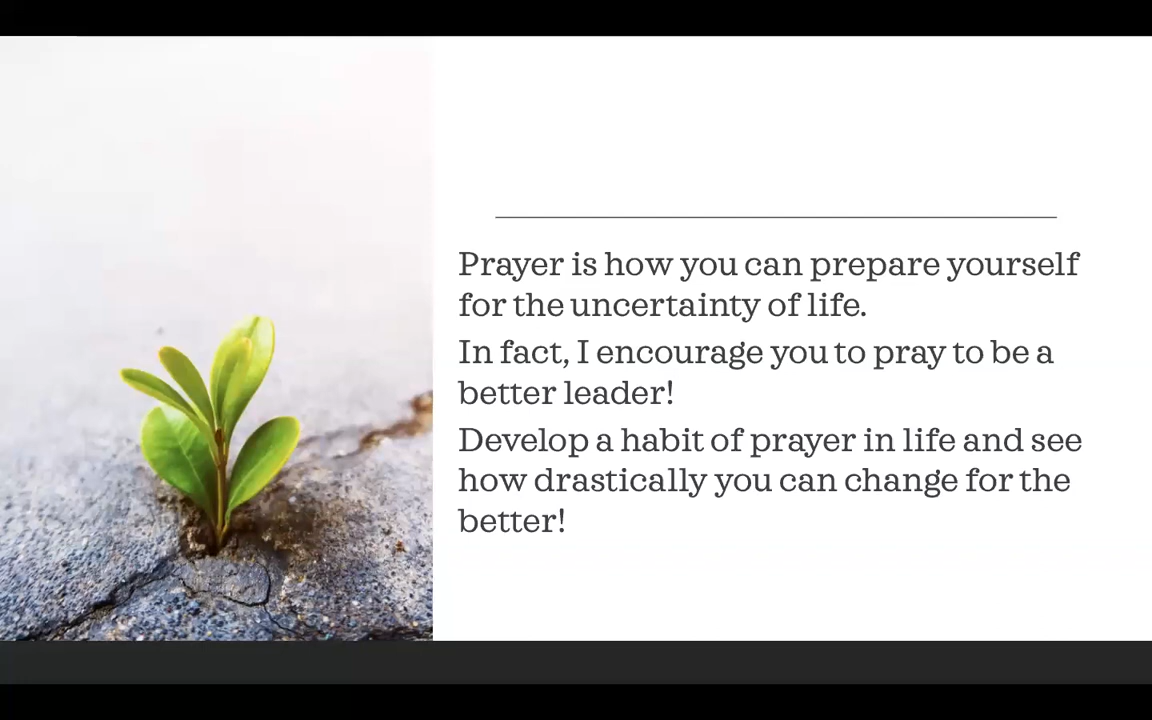 Prayer is how you can prepare yourself
for the uncertainty of life.
In fact, I encourage you to pray to be a
better leader!
Develop a habit of prayer in life and see
how drastically you can change for the
better!